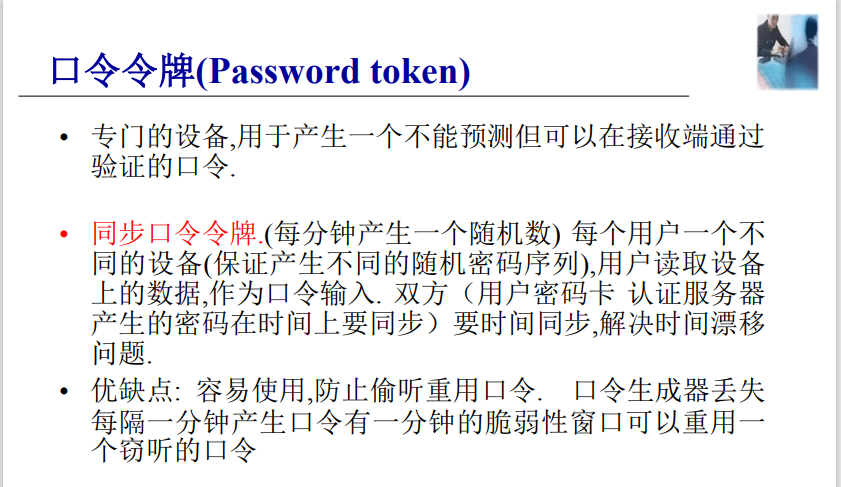 口令令牌(Password token)
• 专门的设备,用于产生一个不能预测但可以在接收端通过
验证的口令.
• 同步口令令牌.(每分钟产生一个随机数) 每个用户一个不
同的设备(保证产生不同的随机密码序列),用户读取设备
上的数据,作为口令输入. 双方（用户密码卡 认证服务器
产生的密码在时间上要同步）要时间同步,解决时间漂移
问题.
• 优缺点: 容易使用,防止偷听重用口令. 口令生成器丢失
每隔一分钟产生口令有一分钟的脆弱性窗口可以重用一
个窃听的口令